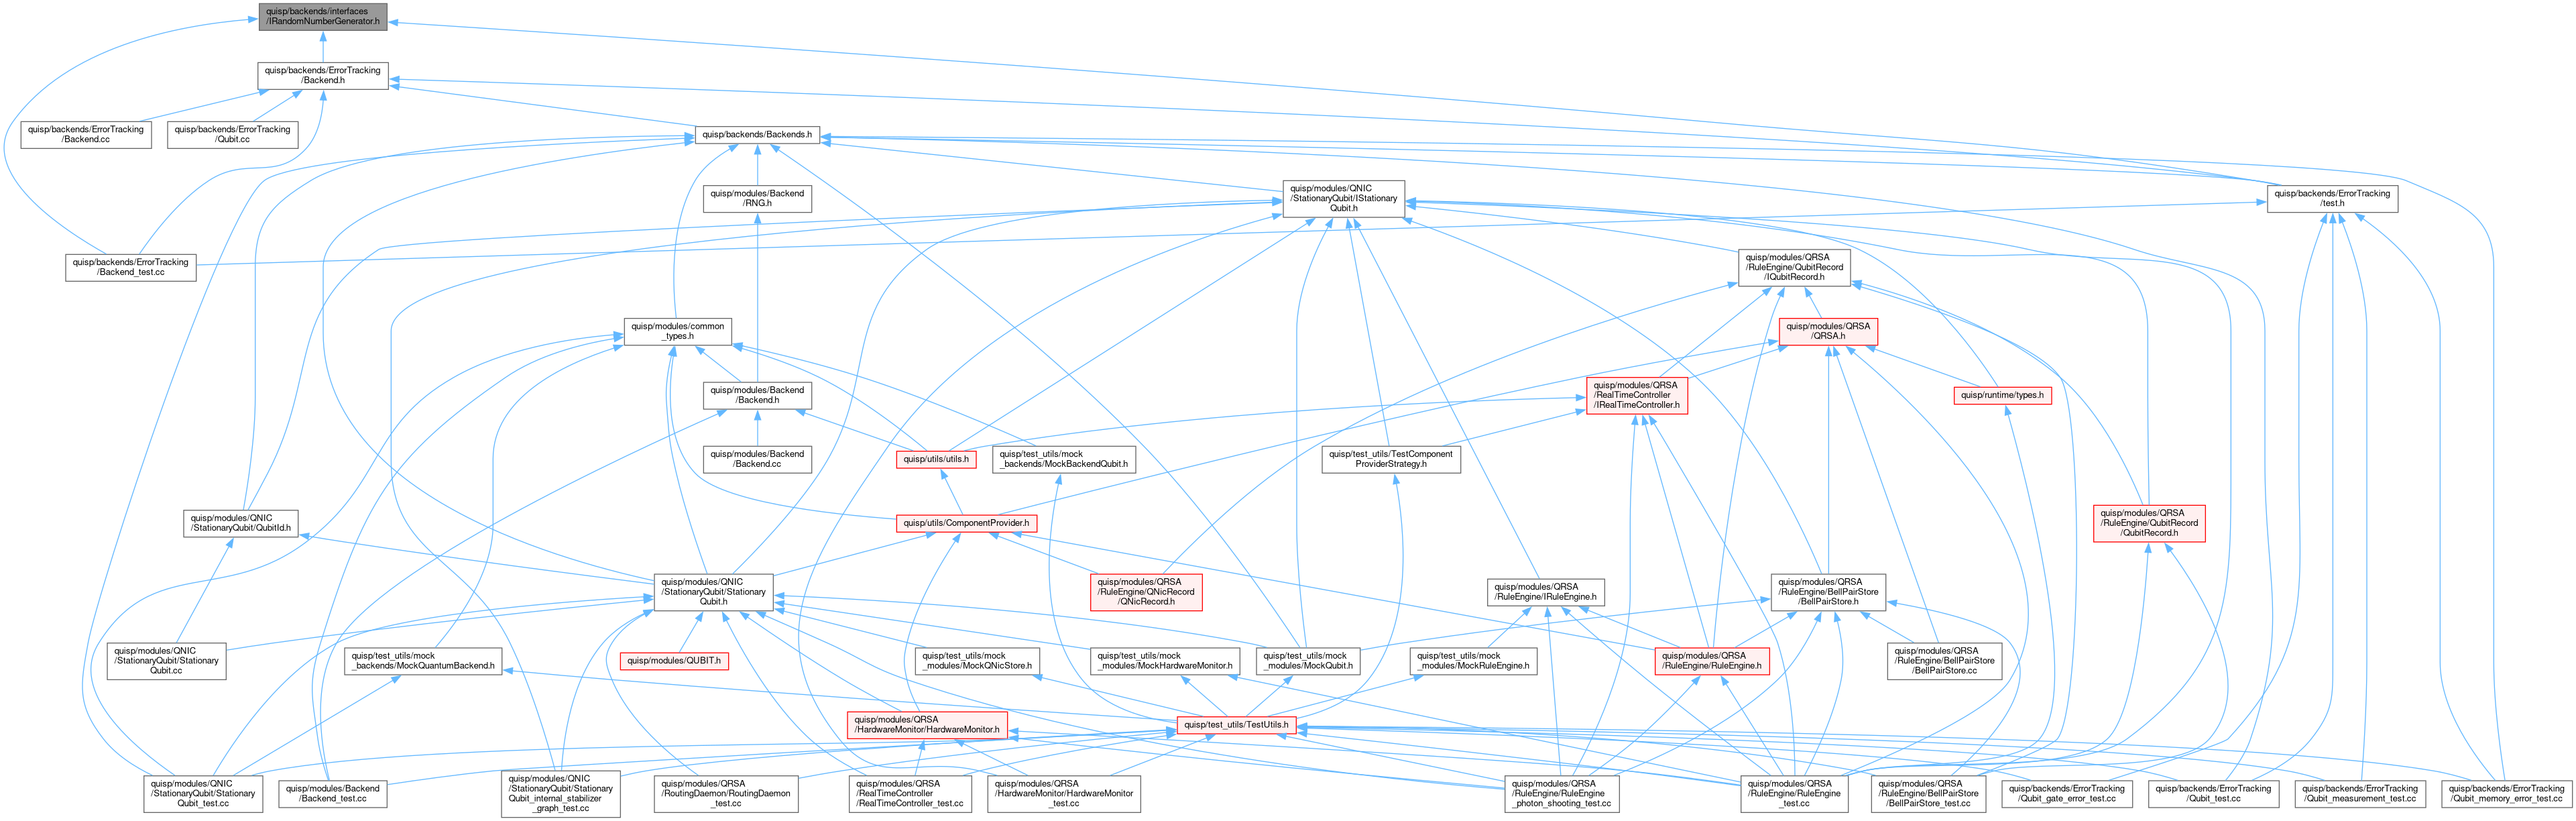 quisp/backends/interfaces
/IRandomNumberGenerator.h
quisp/backends/ErrorTracking
/Backend.h
quisp/backends/ErrorTracking
/Backend.cc
quisp/backends/ErrorTracking
/Qubit.cc
quisp/backends/Backends.h
quisp/modules/Backend
/RNG.h
quisp/modules/QNIC
/StationaryQubit/IStationary
Qubit.h
quisp/backends/ErrorTracking
/test.h
quisp/backends/ErrorTracking
/Backend_test.cc
quisp/modules/QRSA
/RuleEngine/QubitRecord
/IQubitRecord.h
quisp/modules/common
_types.h
quisp/modules/QRSA
/QRSA.h
quisp/modules/Backend
/Backend.h
quisp/modules/QRSA
/RealTimeController
/IRealTimeController.h
quisp/runtime/types.h
quisp/modules/Backend
/Backend.cc
quisp/utils/utils.h
quisp/test_utils/mock
_backends/MockBackendQubit.h
quisp/test_utils/TestComponent
ProviderStrategy.h
quisp/modules/QNIC
/StationaryQubit/QubitId.h
quisp/utils/ComponentProvider.h
quisp/modules/QRSA
/RuleEngine/QubitRecord
/QubitRecord.h
quisp/modules/QNIC
/StationaryQubit/Stationary
Qubit.h
quisp/modules/QRSA
/RuleEngine/QNicRecord
/QNicRecord.h
quisp/modules/QRSA
/RuleEngine/IRuleEngine.h
quisp/modules/QRSA
/RuleEngine/BellPairStore
/BellPairStore.h
quisp/modules/QNIC
/StationaryQubit/Stationary
Qubit.cc
quisp/test_utils/mock
_backends/MockQuantumBackend.h
quisp/modules/QUBIT.h
quisp/test_utils/mock
_modules/MockQNicStore.h
quisp/test_utils/mock
_modules/MockHardwareMonitor.h
quisp/test_utils/mock
_modules/MockQubit.h
quisp/test_utils/mock
_modules/MockRuleEngine.h
quisp/modules/QRSA
/RuleEngine/RuleEngine.h
quisp/modules/QRSA
/RuleEngine/BellPairStore
/BellPairStore.cc
quisp/modules/QRSA
/HardwareMonitor/HardwareMonitor.h
quisp/test_utils/TestUtils.h
quisp/modules/QNIC
/StationaryQubit/Stationary
Qubit_test.cc
quisp/modules/Backend
/Backend_test.cc
quisp/modules/QNIC
/StationaryQubit/Stationary
Qubit_internal_stabilizer
_graph_test.cc
quisp/modules/QRSA
/RoutingDaemon/RoutingDaemon
_test.cc
quisp/modules/QRSA
/RealTimeController
/RealTimeController_test.cc
quisp/modules/QRSA
/HardwareMonitor/HardwareMonitor
_test.cc
quisp/modules/QRSA
/RuleEngine/RuleEngine
_photon_shooting_test.cc
quisp/modules/QRSA
/RuleEngine/RuleEngine
_test.cc
quisp/modules/QRSA
/RuleEngine/BellPairStore
/BellPairStore_test.cc
quisp/backends/ErrorTracking
/Qubit_gate_error_test.cc
quisp/backends/ErrorTracking
/Qubit_test.cc
quisp/backends/ErrorTracking
/Qubit_measurement_test.cc
quisp/backends/ErrorTracking
/Qubit_memory_error_test.cc